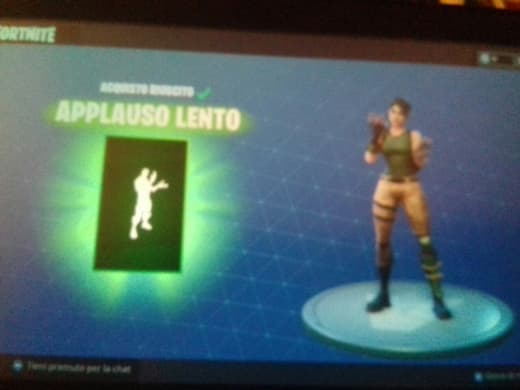 FORTNITE
ACQUISTO RIUSCITO
APPLAUSO LENTO
Tieni premuto per la chat